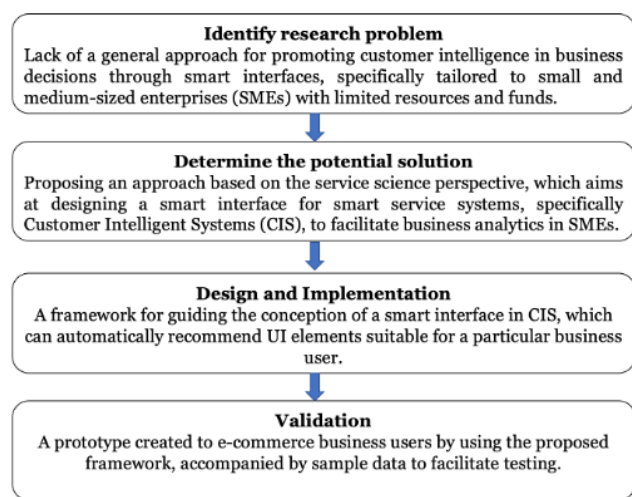 Identify research problem
Lack of a general approach for promoting customer intelligence in business
decisions through smart interfaces, specifically tailored to small and
medium-sized enterprises (SMEs) with limited resources and funds.
Determine the potential solution
Proposing an approach based on the service science perspective, which aims
at designing a smart interface for smart service systems, specifically
Customer Intelligent Systems (CIS), to facilitate business analytics in SMEs.
Design and Implementation
A framework for guiding the conception of a smart interface in CIS, which
can automatically recommend UI elements suitable for a particular business
user.
Validation
A prototype created to e-commerce business users by using the proposed
framework, accompanied by sample data to facilitate testing.